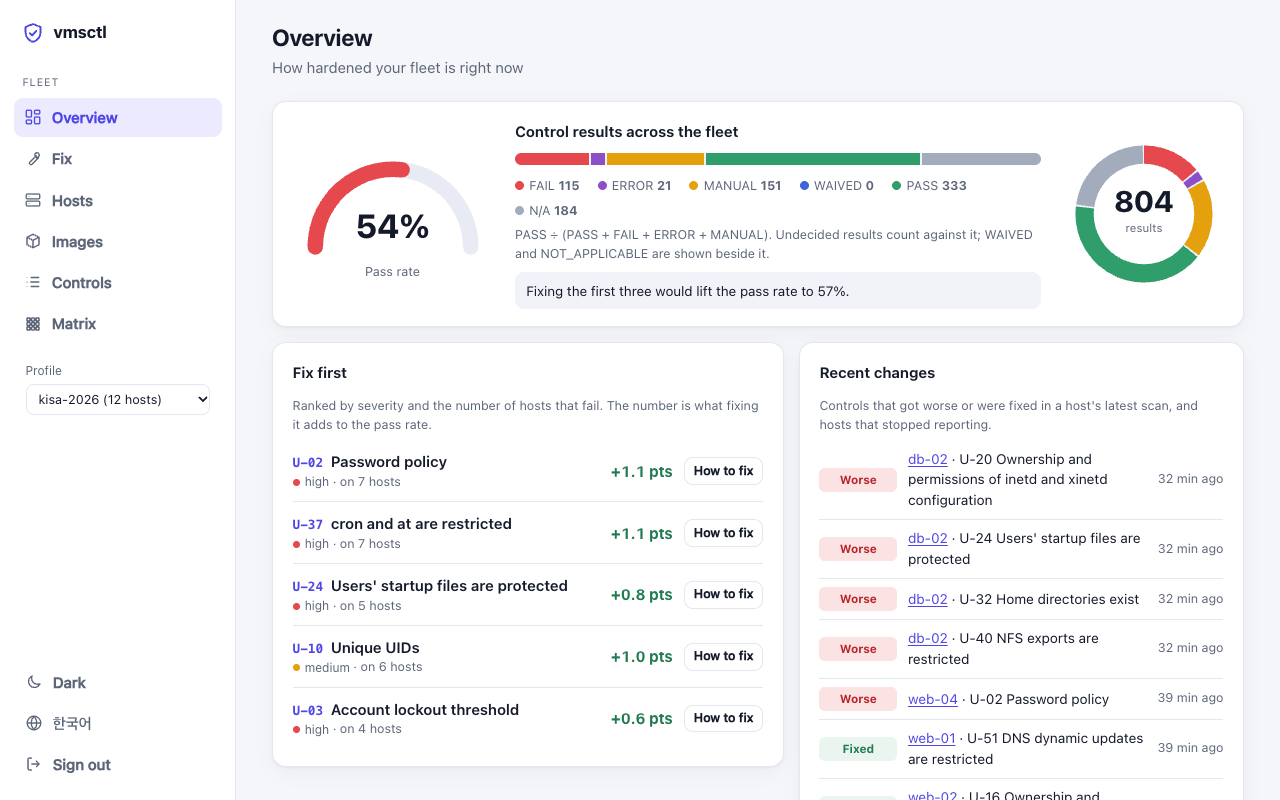 vmsctl
FLEET
Overview
Fix
Hosts
Images
Controls
Matrix
Profile
kisa-2026 (12 hosts)
Dark
한국어
Sign out
Overview
How hardened your fleet is right now
54%
Pass rate
Control results across the fleet
FAIL 115 ERROR 21 MANUAL 151 WAIVED 0 PASS 333
N/A 184
PASS ÷ (PASS + FAIL + ERROR + MANUAL). Undecided results count against it; WAIVED
and NOT_APPLICABLE are shown beside it.
Fixing the first three would lift the pass rate to 57%.
804
results
Fix first
Ranked by severity and the number of hosts that fail. The number is what fixing
it adds to the pass rate.
U-02 Password policy
high · on 7 hosts
+1.1 pts
How to fix
U-37 cron and at are restricted
high · on 7 hosts
+1.1 pts
How to fix
U-24 Users' startup files are protected
high · on 5 hosts
+0.8 pts
How to fix
U-10 Unique UIDs
medium · on 6 hosts
+1.0 pts
How to fix
U-03 Account lockout threshold
high · on 4 hosts
+0.6 pts
How to fix
Recent changes
Controls that got worse or were fixed in a host's latest scan, and
hosts that stopped reporting.
Worse
db-02 · U-20 Ownership and
permissions of inetd and xinetd
configuration
32 min ago
Worse
db-02 · U-24 Users' startup files are
protected
32 min ago
Worse
db-02 · U-32 Home directories exist
32 min ago
Worse
db-02 · U-40 NFS exports are
restricted
32 min ago
Worse
web-04 · U-02 Password policy
39 min ago
Fixed
web-01 · U-51 DNS dynamic updates
are restricted
39 min ago
web-02 · U-16 Ownership and